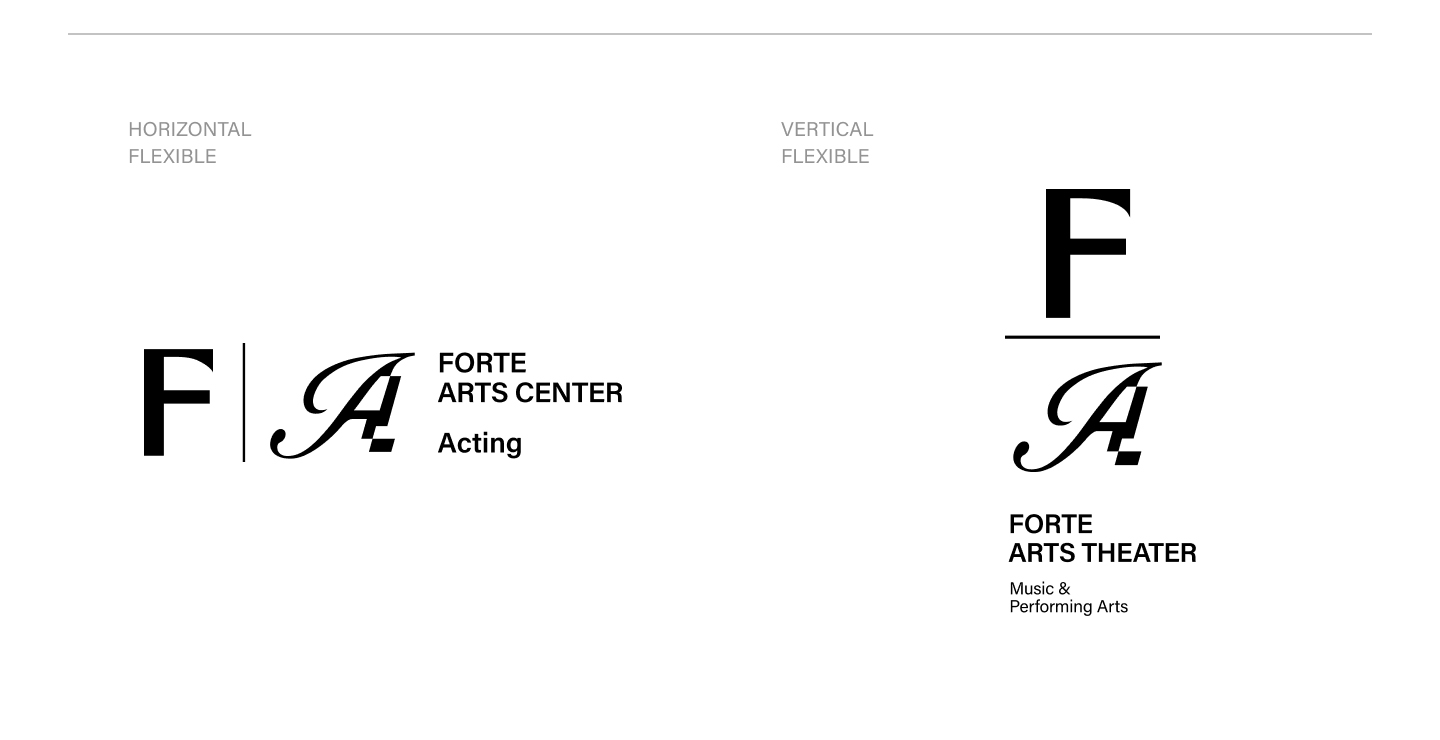 HORIZONTAL
FLEXIBLE
F A
FORTE
ARTS CENTER
Acting
VERTICAL
FLEXIBLE
F
A
FORTE
ARTS THEATER
Music &
Performing Arts